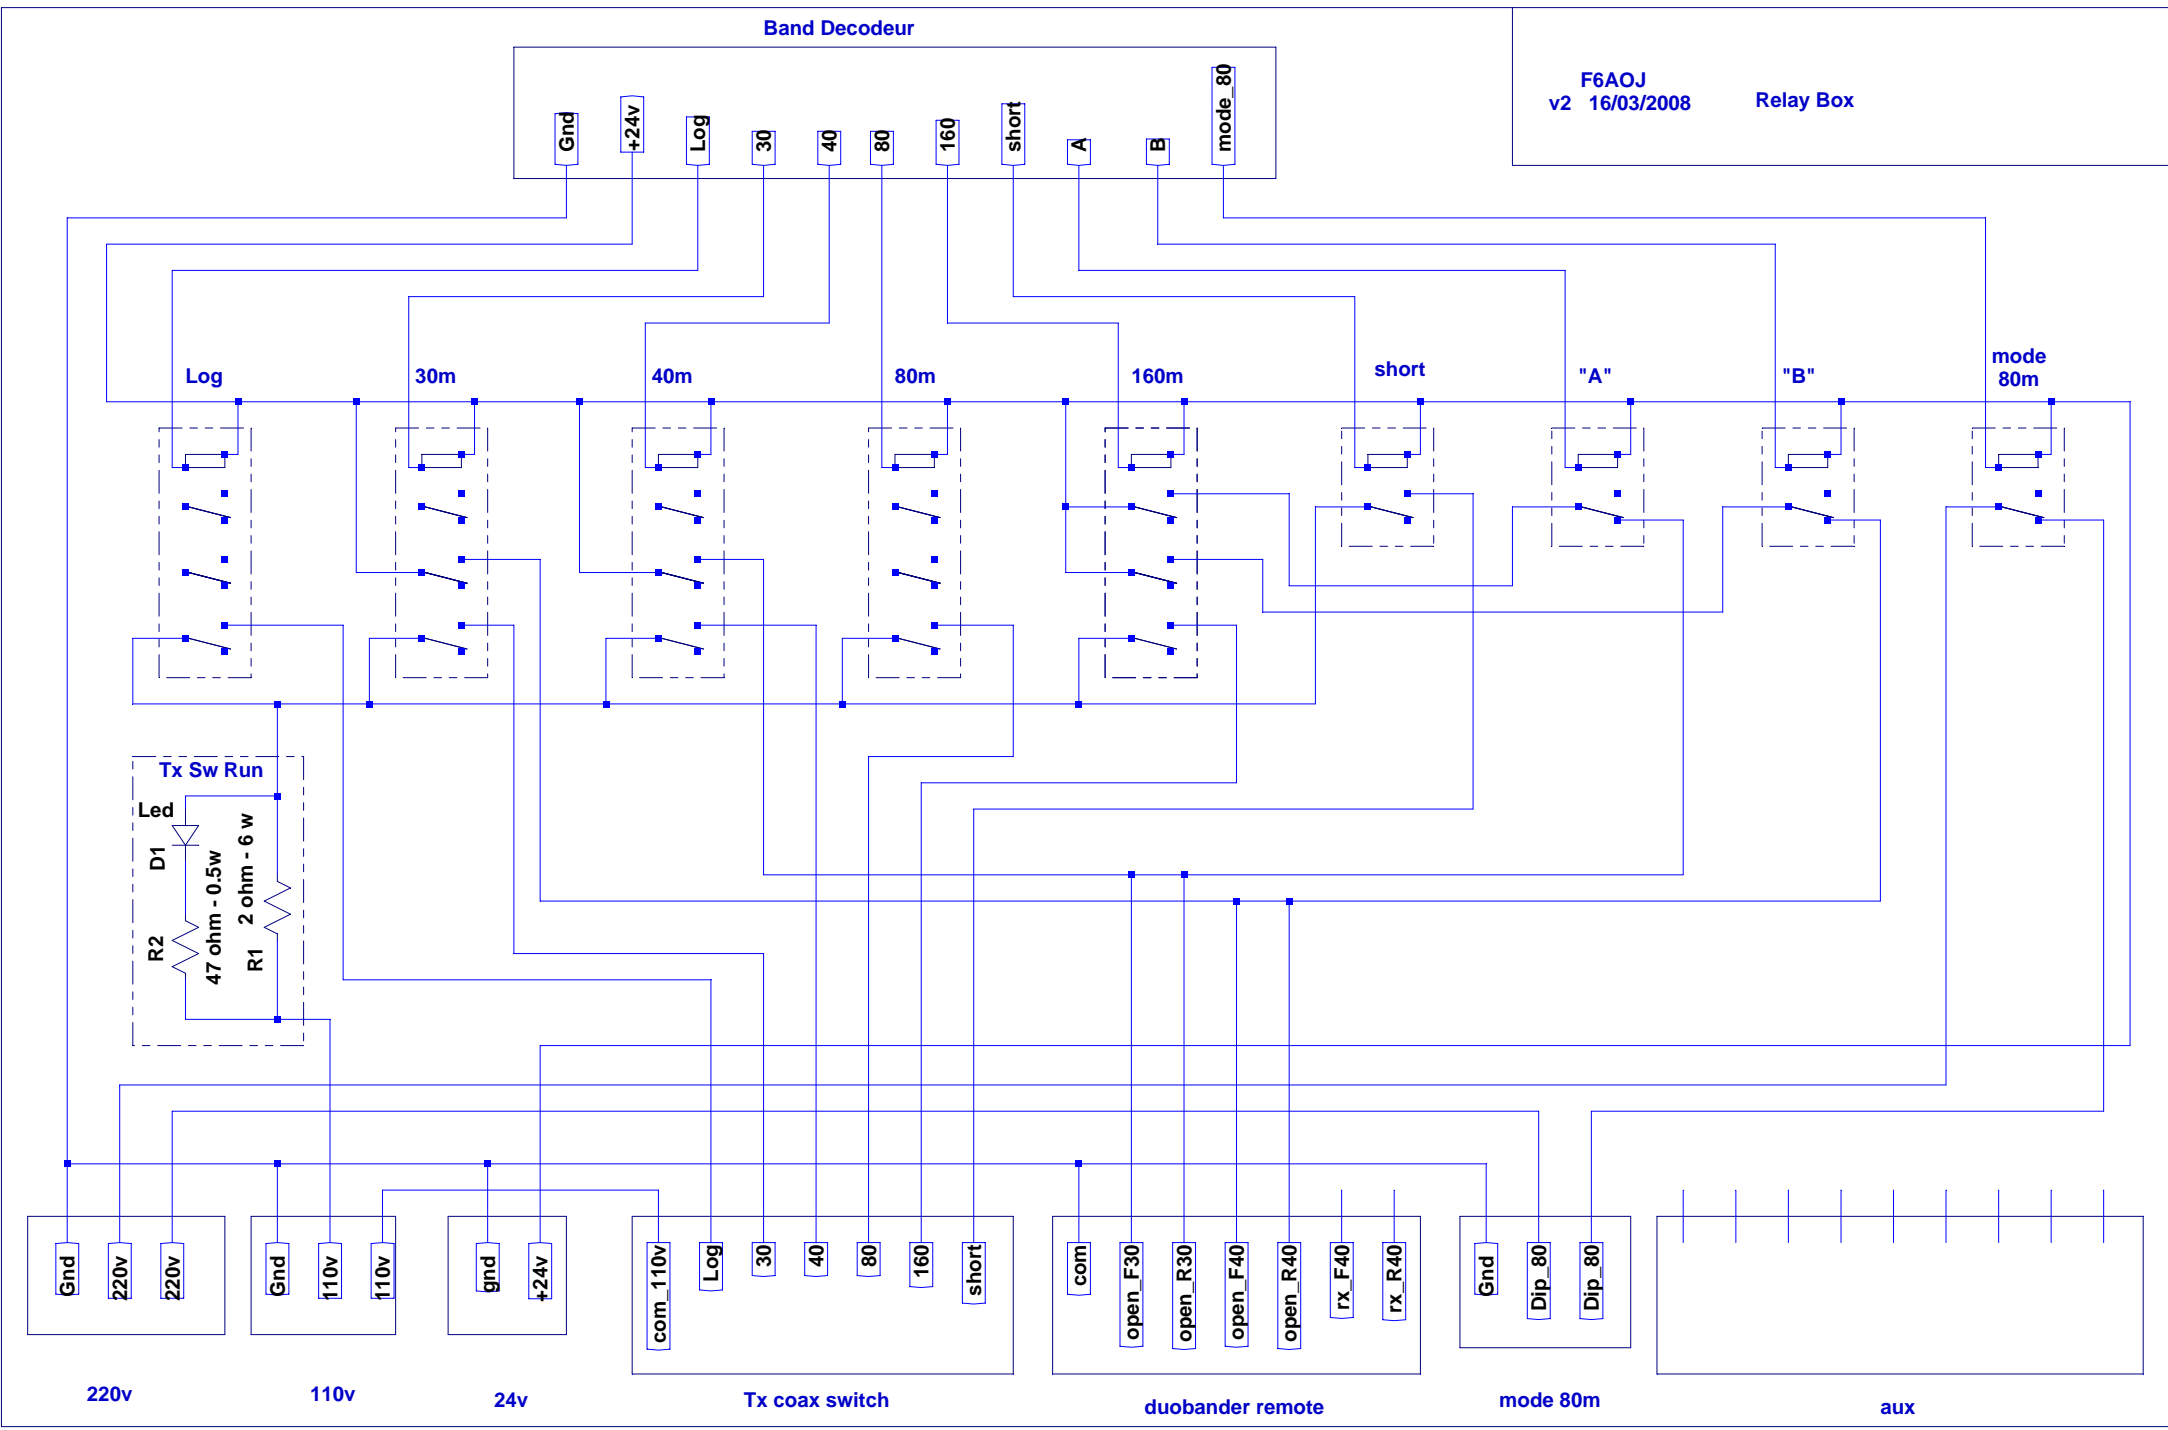 Band Decodeur
F6AOJ
v2 16/03/2008
Relay Box
Gnd
+24v
Log
30
40
80
160
short
A
B
mode_80
Log
30m
40m
80m
160m
short
"A"
"B"
mode
80m
Tx Sw Run
Led
D1
R2
47 ohm - 0.5w
2 ohm - 6 w
R1
Gnd
220v
220v
Gnd
110v
110v
gnd
+24v
com_110v
Log
30
40
80
160
short
com
open_F30
open_R30
open_F40
open_R40
rx_F40
rx_R40
Gnd
Dip_80
Dip_80
220v
110v
24v
Tx coax switch
duobander remote
mode 80m
aux